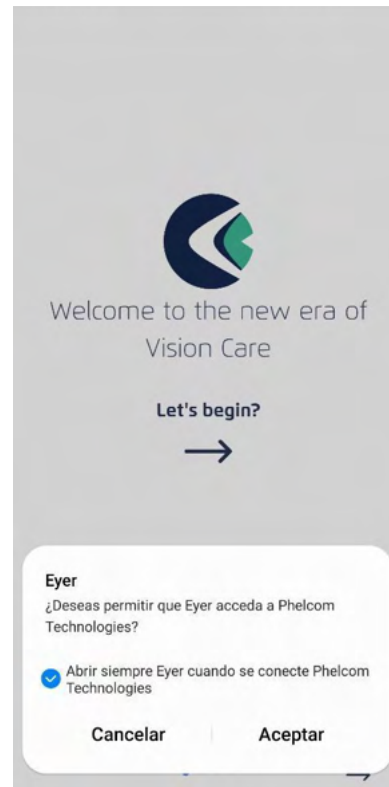 Welcome to the new era of
Vision Care
Let's begin?
Eyer
¿Deseas permitir que Eyer acceda a Phelcom
Technologies?
Abrir siempre Eyer cuando se conecte Phelcom
Technologies
Cancelar Aceptar